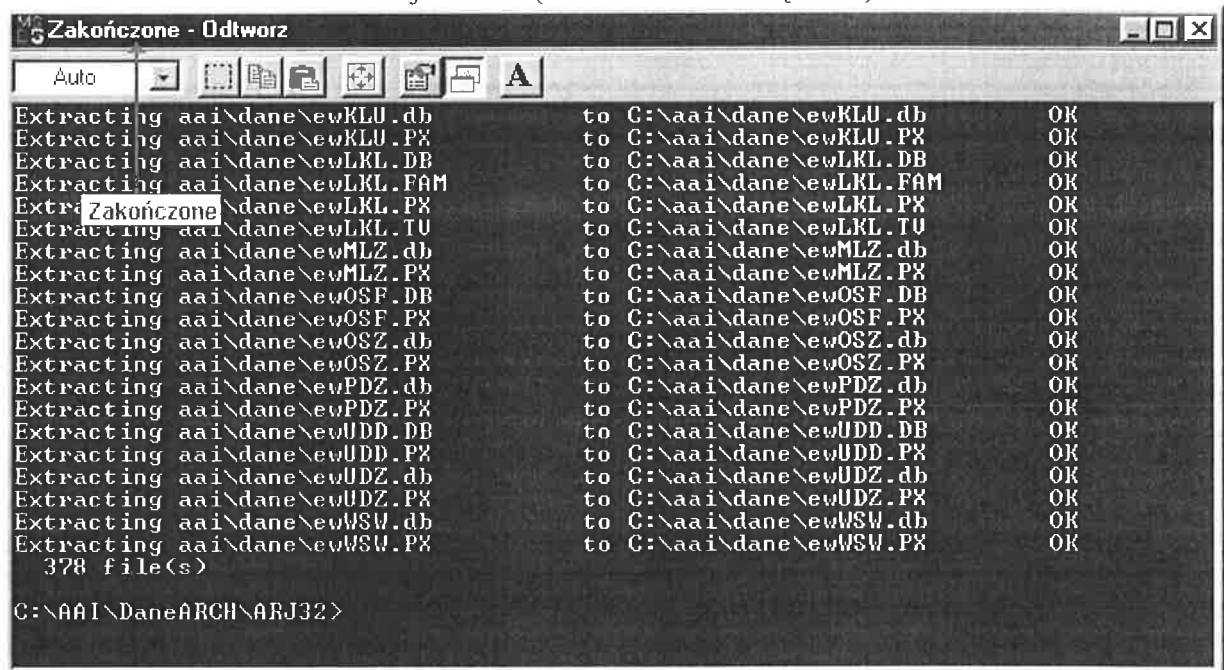 Zakończone - Odtworz
Auto
A
Extracting aai\dane\ewKLU.db to C:\aai\dane\ewKLU.db OK
Extracting aai\dane\ewKLU.PX to C:\aai\dane\ewKLU.PX OK
Extracting aai\dane\ewLKL.DB to C:\aai\dane\ewLKL.DB OK
Extracting aai\dane\ewLKL.FAM to C:\aai\dane\ewLKL.FAM OK
Extra Zakończone \dane\ewLKL.PX to C:\aai\dane\ewLKL.PX OK
Extracting aai\dane\ewLKL.TV to C:\aai\dane\ewLKL.TV OK
Extracting aai\dane\ewMLZ.db to C:\aai\dane\ewMLZ.db OK
Extracting aai\dane\ewMLZ.PX to C:\aai\dane\ewMLZ.PX OK
Extracting aai\dane\ewOSF.DB to C:\aai\dane\ewOSF.DB OK
Extracting aai\dane\ewOSF.PX to C:\aai\dane\ewOSF.PX OK
Extracting aai\dane\ewOSZ.db to C:\aai\dane\ewOSZ.db OK
Extracting aai\dane\ewOSZ.PX to C:\aai\dane\ewOSZ.PX OK
Extracting aai\dane\ewPDZ.db to C:\aai\dane\ewPDZ.db OK
Extracting aai\dane\ewPDZ.PX to C:\aai\dane\ewPDZ.PX OK
Extracting aai\dane\ewUDD.DB to C:\aai\dane\ewUDD.DB OK
Extracting aai\dane\ewUDD.PX to C:\aai\dane\ewUDD.PX OK
Extracting aai\dane\ewUDZ.db to C:\aai\dane\ewUDZ.db OK
Extracting aai\dane\ewUDZ.PX to C:\aai\dane\ewUDZ.PX OK
Extracting aai\dane\ewWSW.db to C:\aai\dane\ewWSW.db OK
Extracting aai\dane\ewWSW.PX to C:\aai\dane\ewWSW.PX OK
378 file(s)
C:\AAI\DaneARCH\ARJ32>